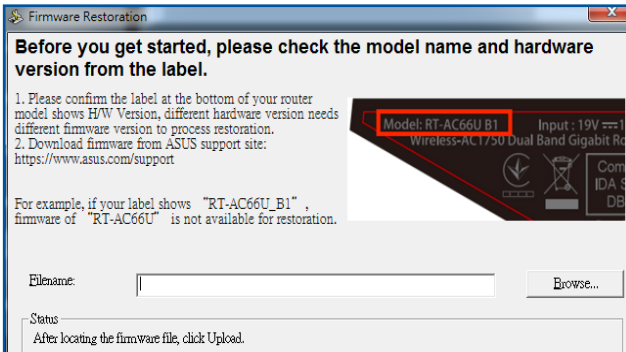 Firmware Restoration
Before you get started, please check the model name and hardware
version from the label.
1. Please confirm the label at the bottom of your router
model shows H/W Version, different hardware version needs
different firmware version to process restoration.
2. Download firmware from ASUS support site:
https://www.asus.com/support
For example, if your label shows “RT-AC66U_B1”,
firmware of “RT-AC66U” is not available for restoration.
Model: RT-AC66U B1 Input : 19V
Wireless-AC1750 Dual Band Gigabit Ro
Com
IDA S
DB
Filename:
Browse...
Status
After locating the firmware file, click Upload.